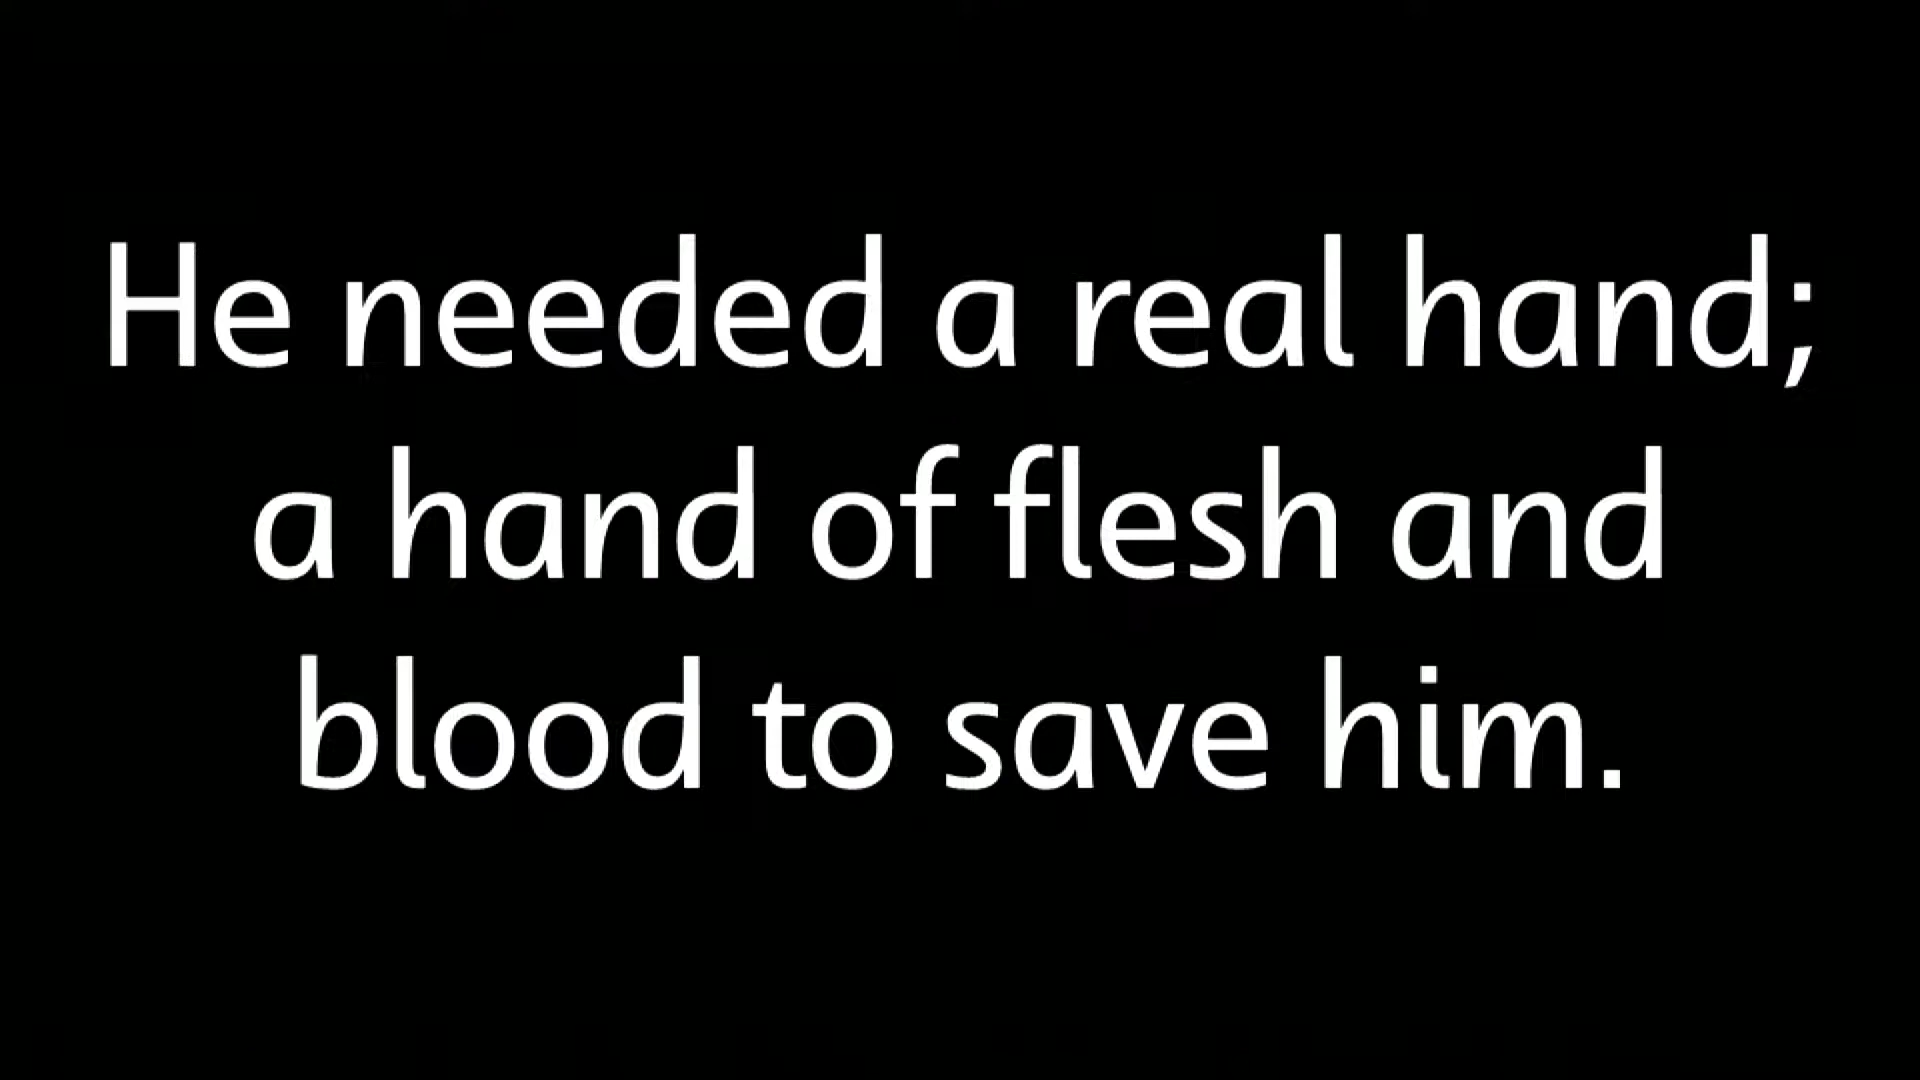 He needed a real hand;
a hand of flesh and
blood to save him.